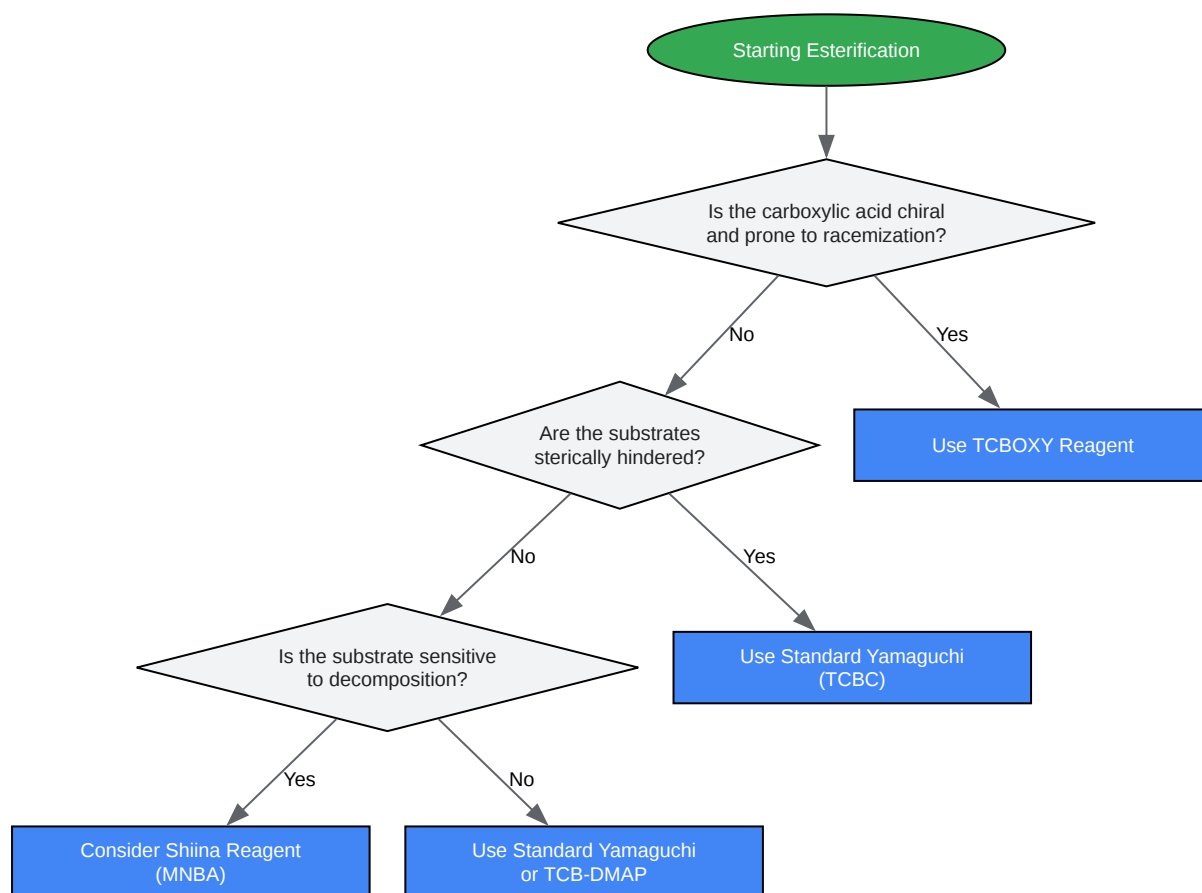 Starting Esterification
Is the carboxylic acid chiral
and prone to racemization?
No
Yes
Are the substrates
sterically hindered?
Use TCBOXY Reagent
No
Yes
Is the substrate sensitive
to decomposition?
Use Standard Yamaguchi
(TCBC)
Yes
No
Consider Shiina Reagent
(MNBA)
Use Standard Yamaguchi
or TCB-DMAP